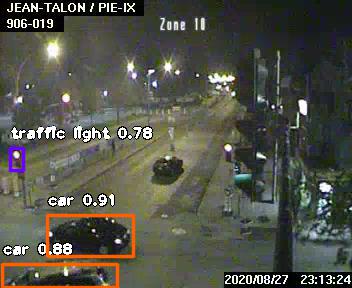 JEAN-TALON / PIE-IX
906-019
Zone 10
traffic light 0.78
car 0.91
car 0.88
2020/08/27 23:13:24